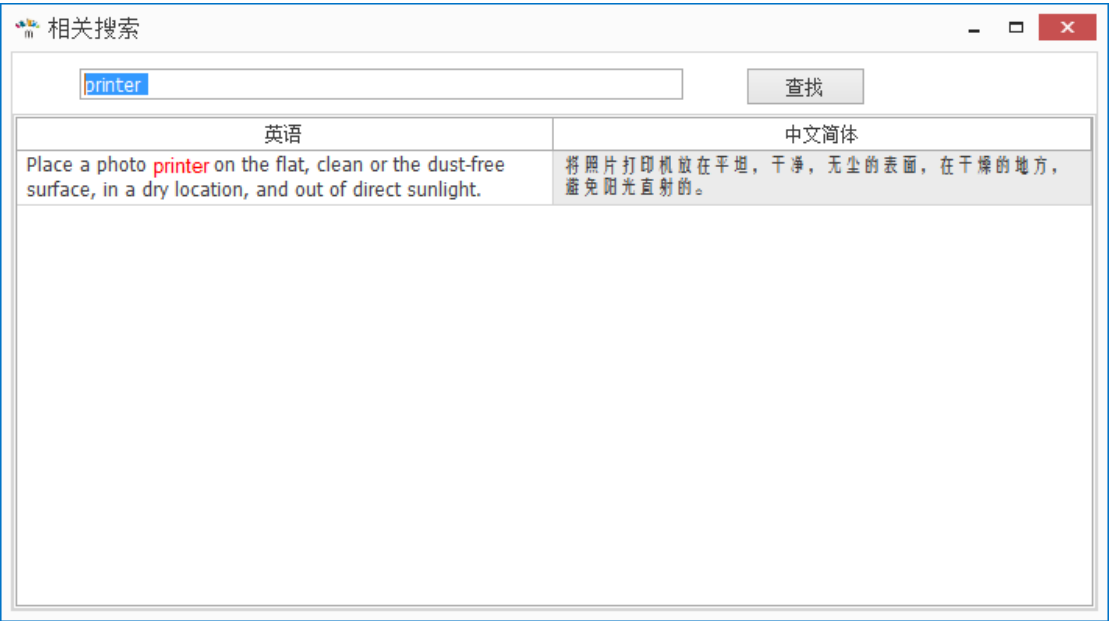 相关搜索
printer
查找
英语
中文简体
Place a photo printer on the flat, clean or the dust-free
surface, in a dry location, and out of direct sunlight.
将照片打印机放在平坦，干净，无尘的表面，在干燥的地方，
避免阳光直射的。